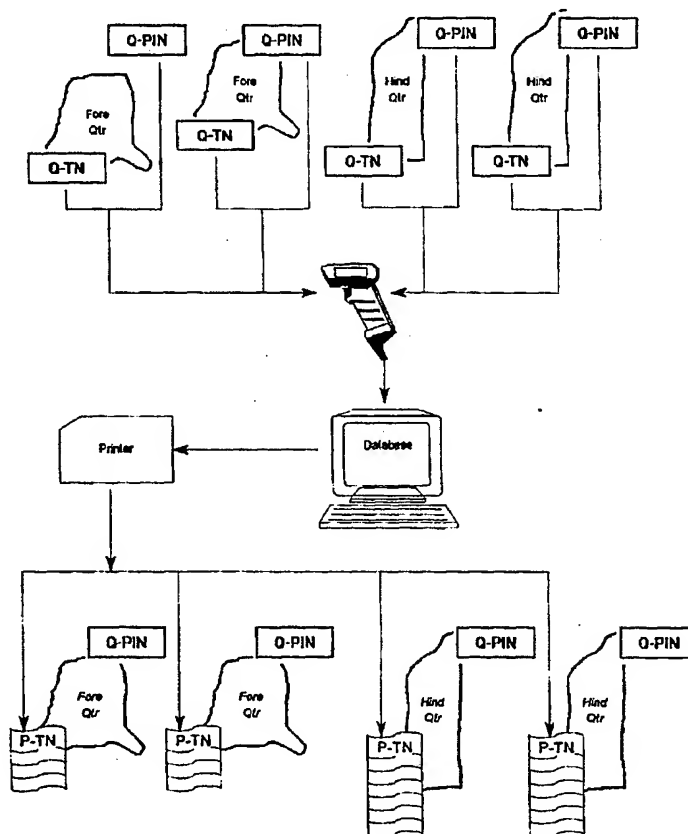 Q-PIN
Q-PIN
Q-PIN
Q-PIN
Fore
Qtr
Fore
Qtr
Hind
Qtr
Hind
Qtr
Q-TN
Q-TN
Q-TN
Q-TN
Printer
Database
Q-PIN
Q-PIN
Q-PIN
Q-PIN
Fore
Qtr
Fore
Qtr
Hind
Qtr
Hind
Qtr
P-TN
P-TN
P-TN
P-TN